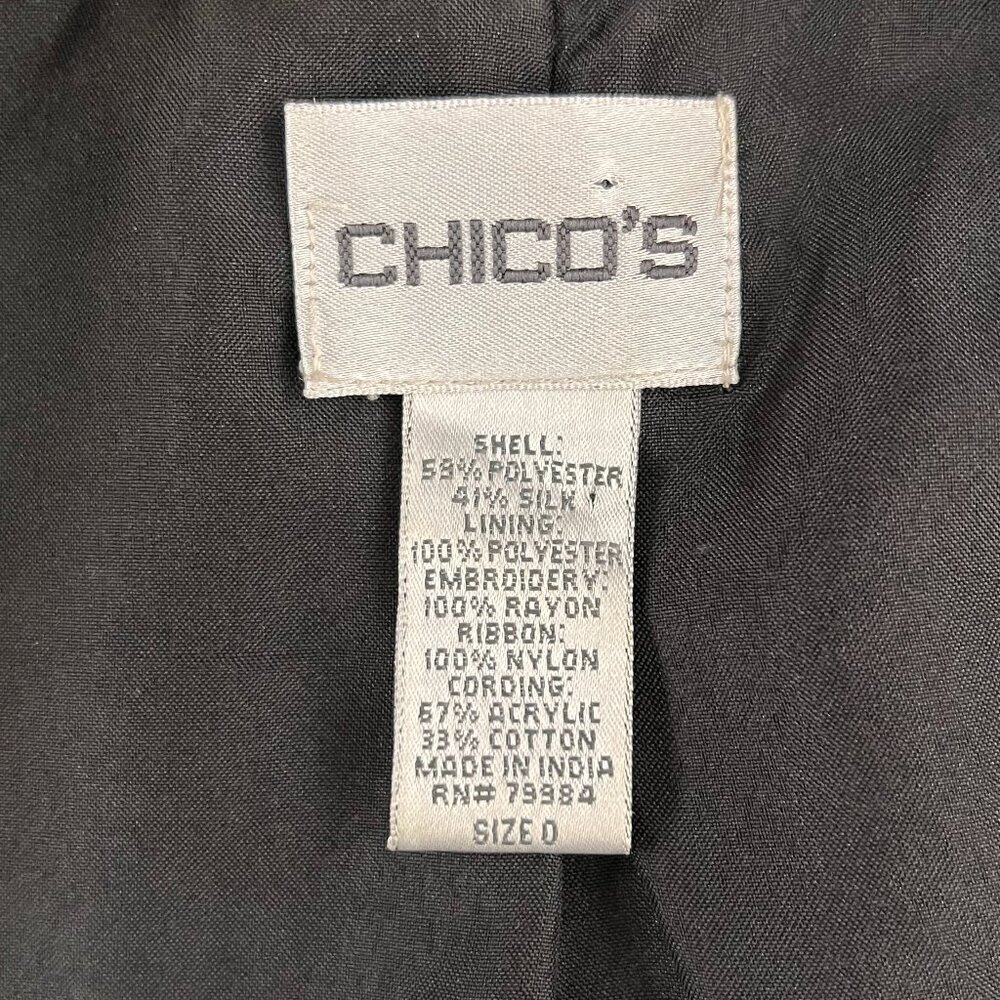 CHICO'S
SHELL:
59% POLYESTER
41% SILK
LINING:
100% POLYESTER
EMBROIDERY:
100% RAYON
RIBBON:
100% NYLON
CORDING:
67% ACRYLIC
33% COTTON
MADE IN INDIA
RN# 79984
SIZE 0